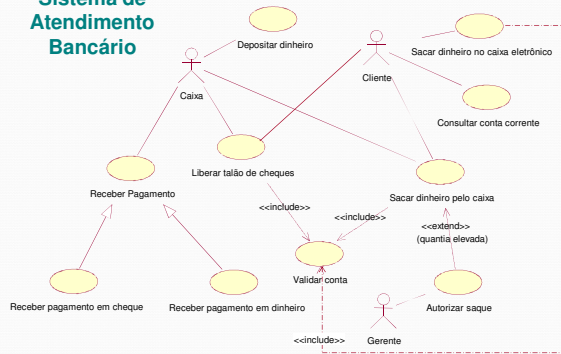 Sistema de
Atendimento
Bancário
Depositar dinheiro
Sacar dinheiro no caixa eletrônico
Cliente
Caixa
Consultar conta corrente
Liberar talão de cheques
Receber Pagamento
Sacar dinheiro pelo caixa
<<include>>
<<include>>
<<extend>>
(quantia elevada)
Validar conta
Receber pagamento em cheque
Receber pagamento em dinheiro
Autorizar saque
<<include>>
Gerente